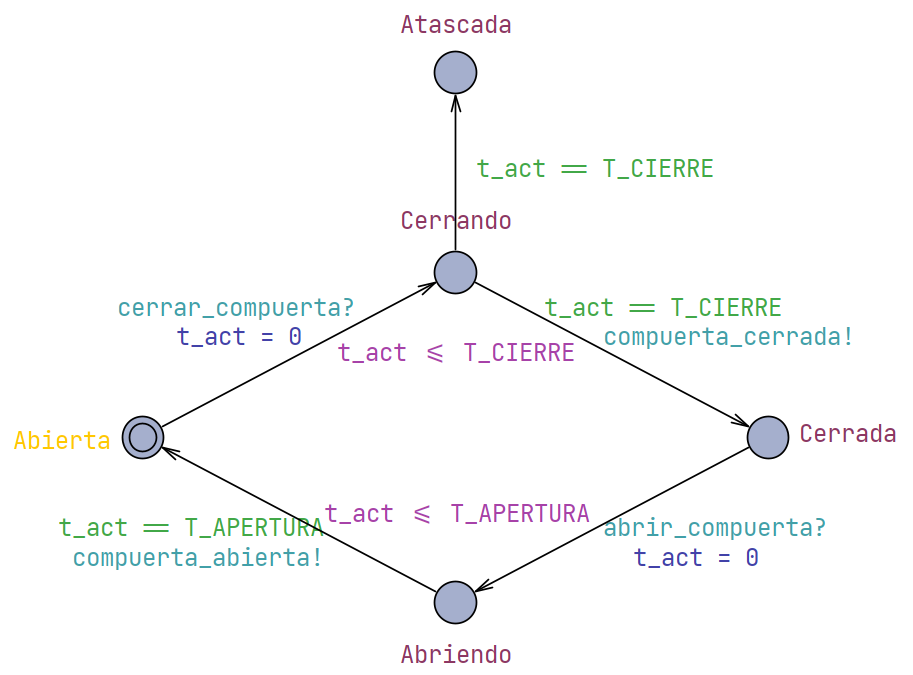 Atascada
t_act == T_CIERRE
Cerrando
cerrar_compuerta?
t_act = 0
t_act == T_CIERRE
compuerta_cerrada!
t_act <= T_CIERRE
Abierta
Cerrada
t_act <= T_APERTURA
t_act == T_APERTURA
compuerta_abierta!
abrir_compuerta?
t_act = 0
Abriendo